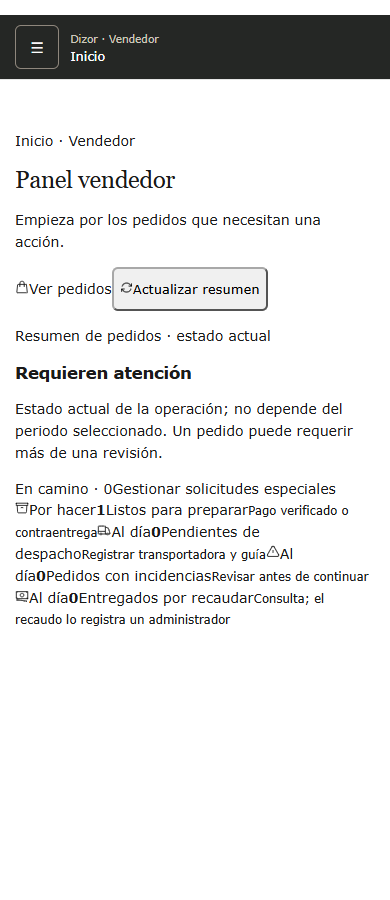 Dizor · Vendedor
Inicio
Inicio · Vendedor
Panel vendedor
Empieza por los pedidos que necesitan una
acción.
Ver pedidos Actualizar resumen
Resumen de pedidos · estado actual
Requieren atención
Estado actual de la operación; no depende del
periodo seleccionado. Un pedido puede requerir
más de una revisión.
En camino · 0Gestionar solicitudes especiales
Por hacer1Listos para prepararPago verificado o
contraentregaAl día0Pendientes de
despachoRegistrar transportadora y guíaAl
día0Pedidos con incidenciasRevisar antes de continuar
Al día0Entregados por recaudarConsulta; el
recaudo lo registra un administrador